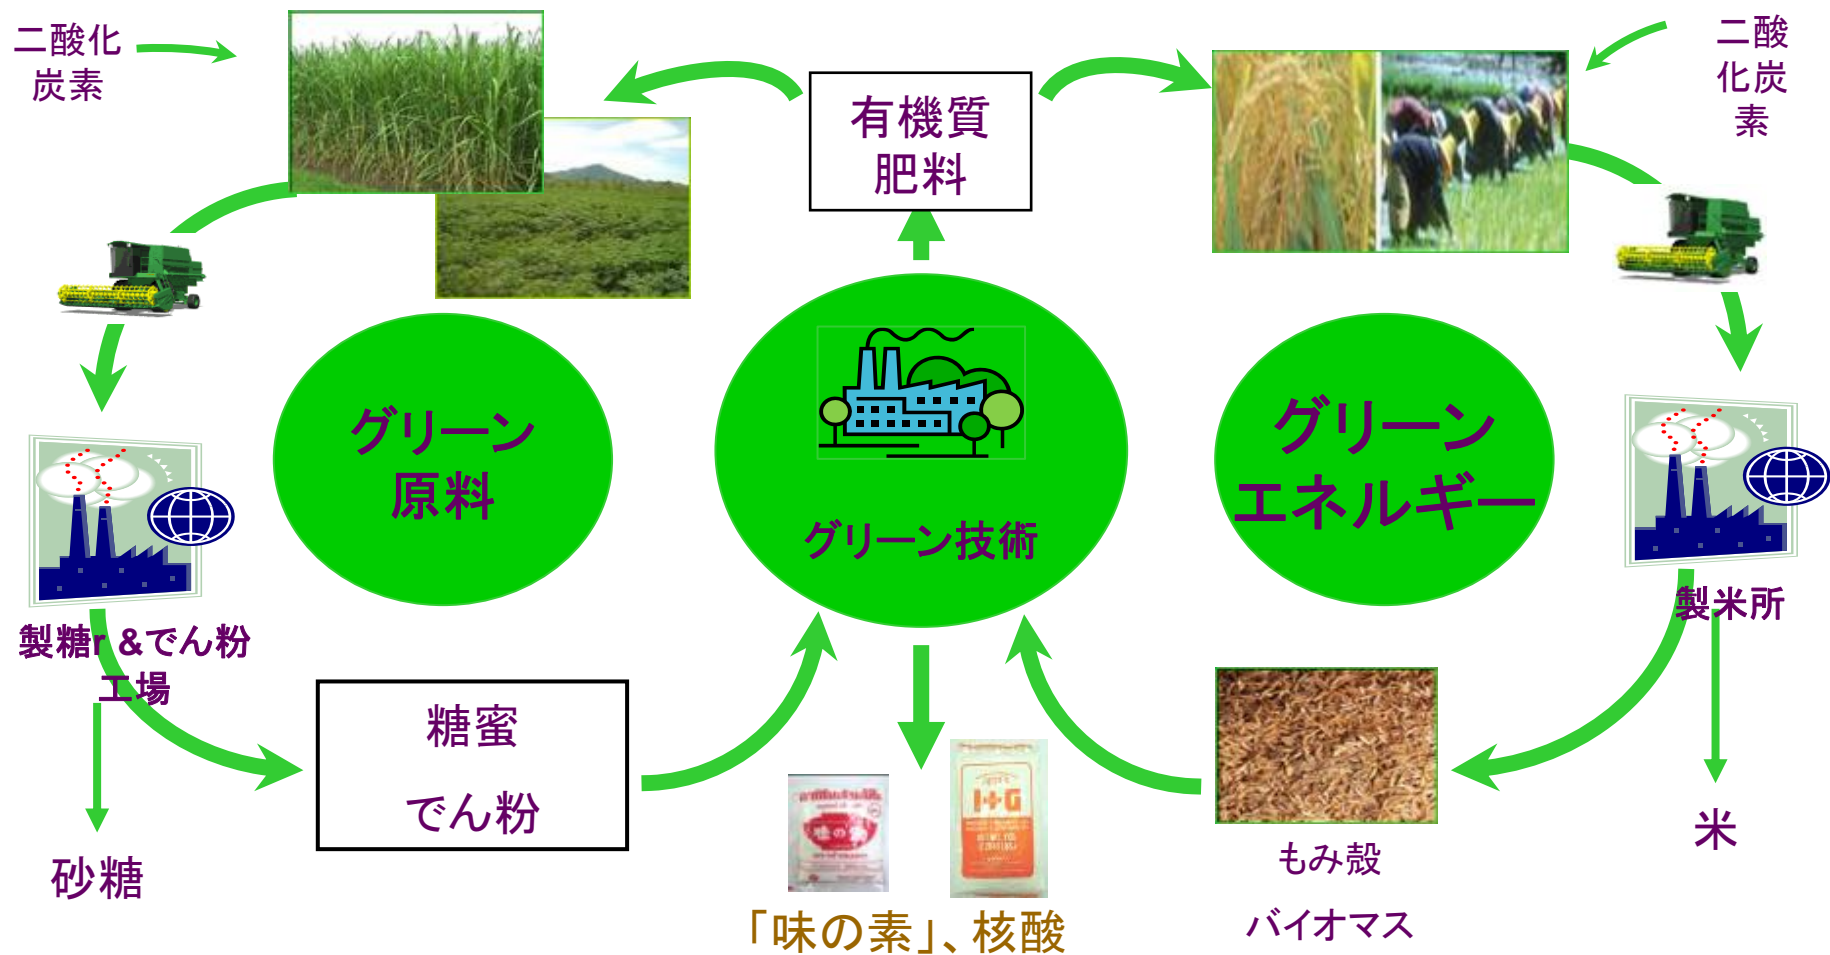 二酸化
炭素
有機質
肥料
二酸
化炭
素
グリーン
原料
グリーン技術
グリーン
エネルギー
製糖r &でん粉
工場
製米所
糖蜜
でん粉
砂糖
味の素
I+G
「味の素」、核酸
もみ殻
バイオマス
米